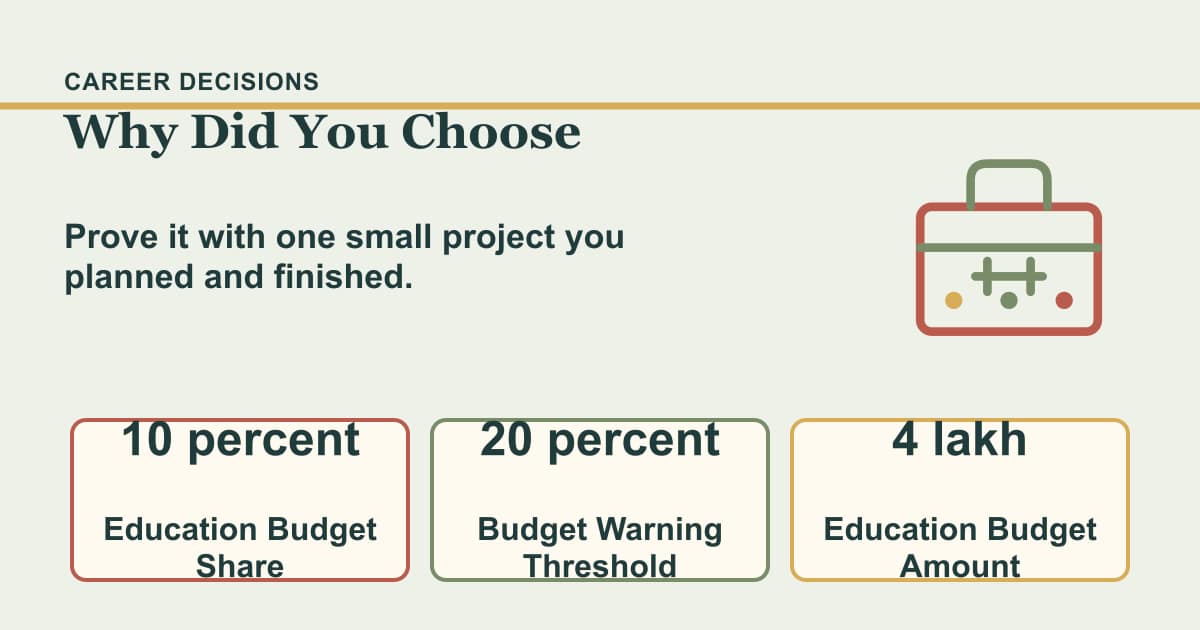 CAREER DECISIONS
Why Did You Choose
Prove it with one small project you
planned and finished.
10 percent
Education Budget
Share
20 percent
Budget Warning
Threshold
4 lakh
Education Budget
Amount